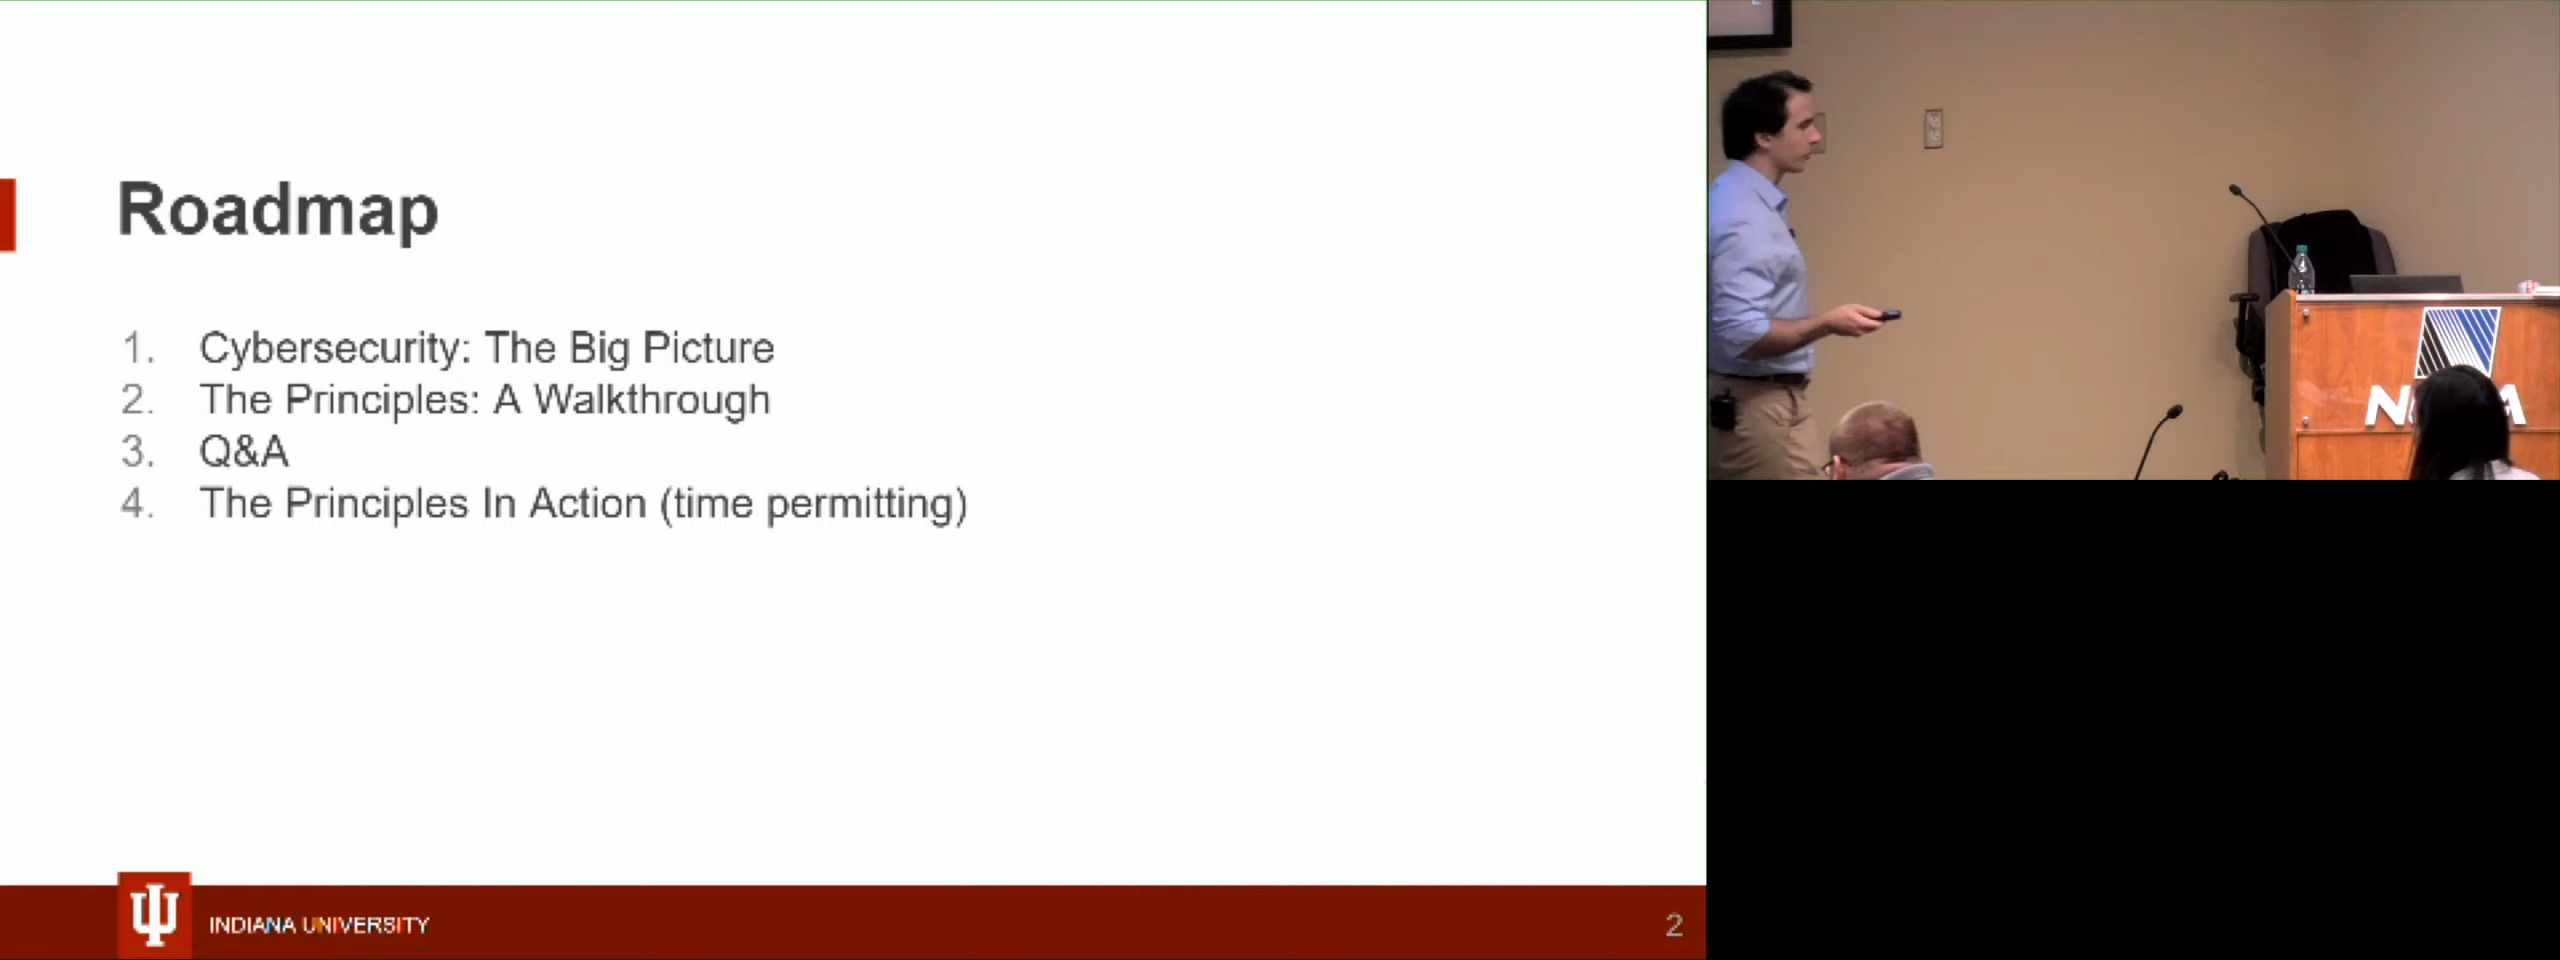 Roadmap
1. Cybersecurity: The Big Picture
2. The Principles: A Walkthrough
3. Q&A
4. The Principles In Action (time permitting)
INDIANA UNIVERSITY
2